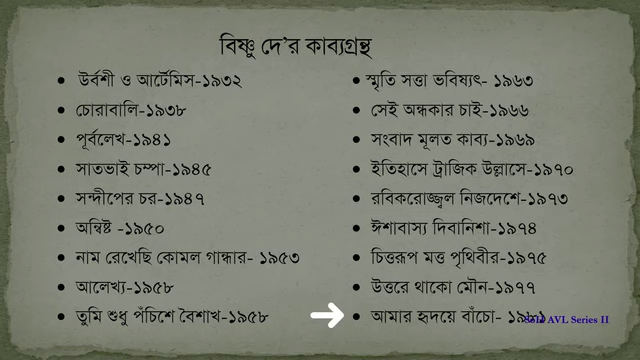 বিষ্ণু দে'র কাব্যগ্রন্থ
• উর্বশী ও আর্টেমিস-১৯৩২
• চোরাবালি-১৯৩৮
• পূর্বলেখ-১৯৪১
• সাতভাই চম্পা-১৯৪৫
• সন্দীপের চর-১৯৪৭
• অন্বিষ্ট -১৯৫০
• নাম রেখেছি কোমল গান্ধার- ১৯৫৩
• আলেখ্য-১৯৫৮
• তুমি শুধু পঁচিশে বৈশাখ-১৯৫৮
• স্মৃতি সত্তা ভবিষ্যৎ- ১৯৬৩
• সেই অন্ধকার চাই-১৯৬৬
• সংবাদ মূলত কাব্য-১৯৬৯
• ইতিহাসে ট্রাজিক উল্লাসে-১৯৭০
• রবিকরোজ্জ্বল নিজদেশে-১৯৭৩
• ঈশাবাস্য দিবানিশা-১৯৭৪
• চিত্তরূপ মত্ত পৃথিবীর-১৯৭৫
• উত্তরে থাকো মৌন-১৯৭৭
• আমার হৃদয়ে বাঁচো- ১৯৮১
AVL Series II